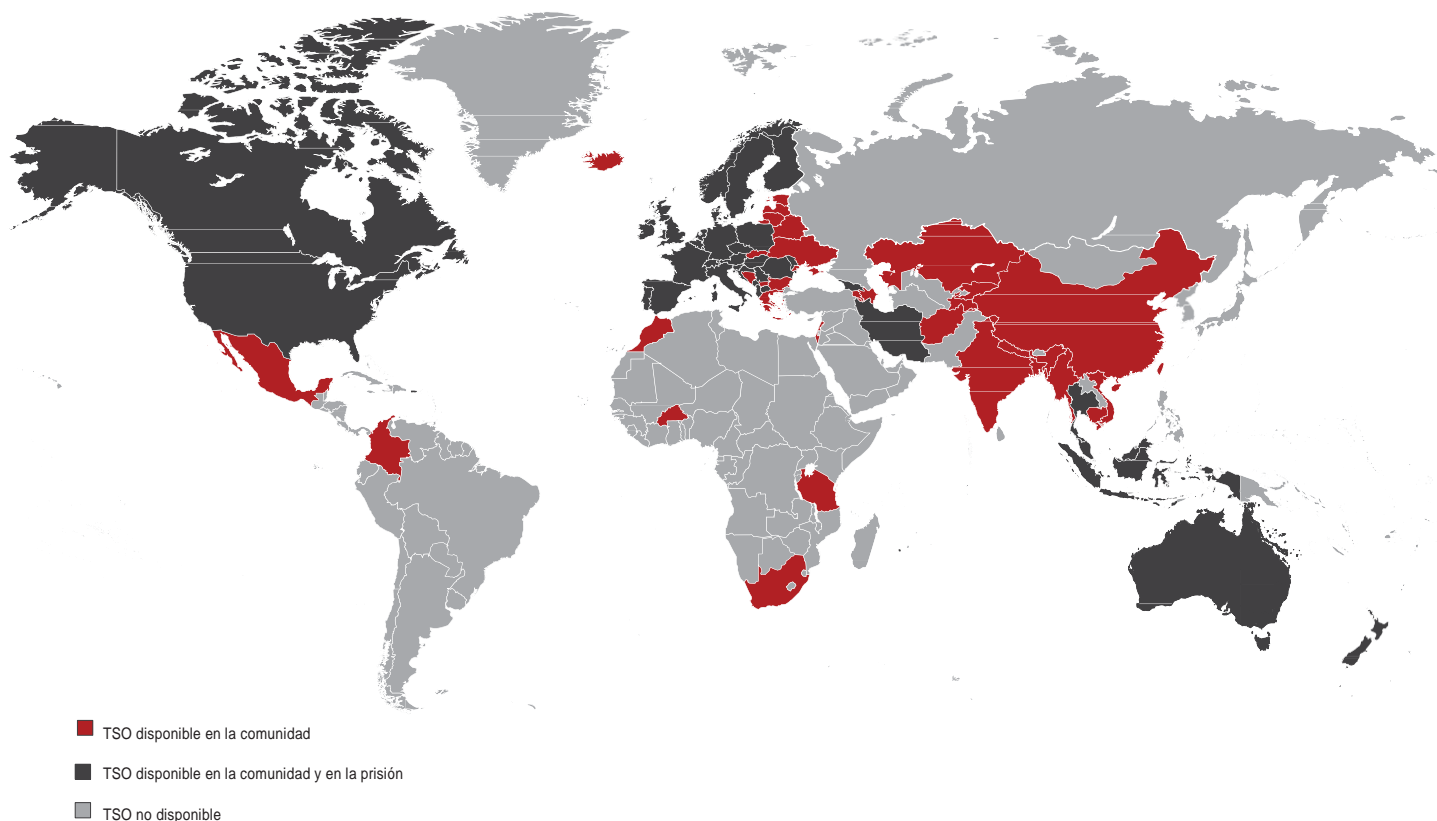 TSO disponible en la comunidad
TSO disponible en la comunidad y en la prisión
TSO no disponible